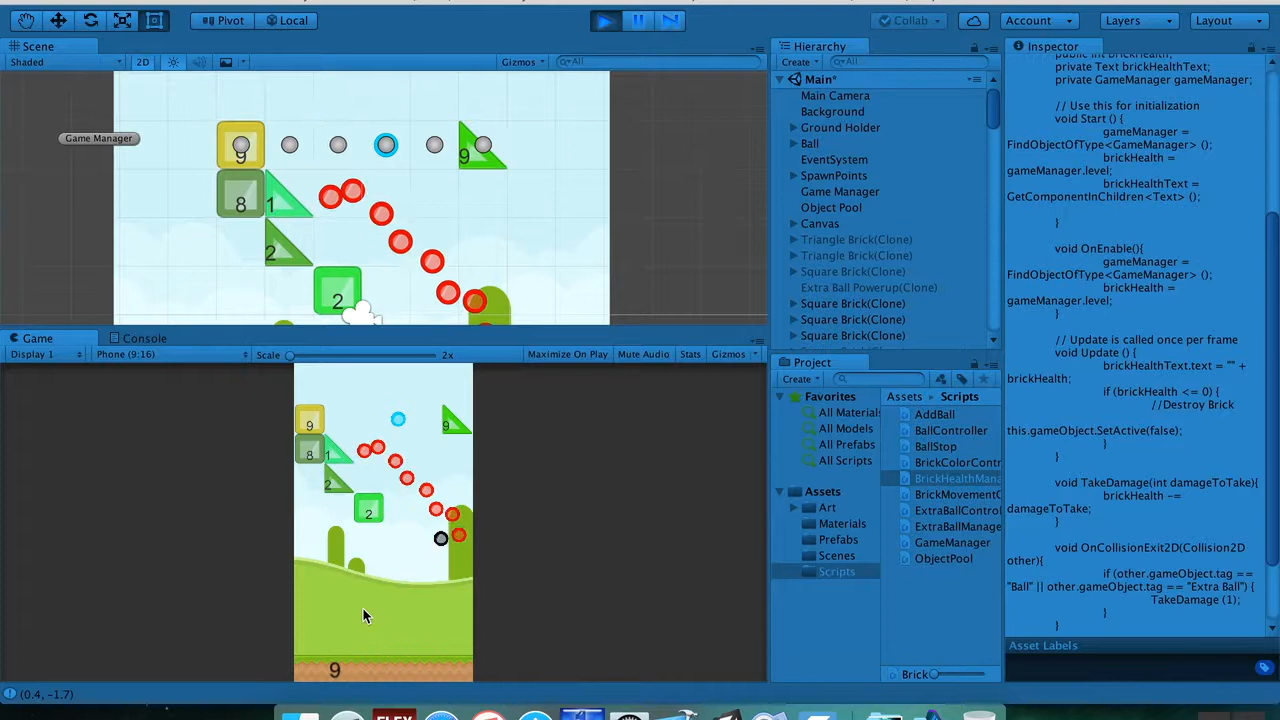 Pivot Local Collab Account Layers Layout
Scene
Shaded 2D Gizmos All
Game Manager
9 9
8 1
2
2
Game Console
Display 1 Phone (9:16) Scale 2x Maximize On Play Mute Audio Stats Gizmos
9 9
8 1
2
2
9
(0.4, -1.7)
FLEX
Hierarchy
Create All
Main*
Main Camera
Background
Ground Holder
Ball
EventSystem
SpawnPoints
Game Manager
Object Pool
Canvas
Triangle Brick(Clone)
Triangle Brick(Clone)
Square Brick(Clone)
Extra Ball Powerup(Clone)
Square Brick(Clone)
Square Brick(Clone)
Square Brick(Clone)
Project
Create
Favorites
All Materials
All Models
All Prefabs
All Scripts
Assets
Art
Materials
Prefabs
Scenes
Scripts
Assets Scripts
AddBall
BallController
BallStop
BrickColorContr
BrickHealthMana
BrickMovementC
ExtraBallContro
ExtraBallManage
GameManager
ObjectPool
Brick
Inspector
public int brickHealth;
private Text brickHealthText;
private GameManager gameManager;
// Use this for initialization
void Start () {
gameManager =
FindObjectOfType<GameManager> ();
brickHealth =
gameManager.level;
brickHealthText =
GetComponentInChildren<Text> ();
}
void OnEnable(){
gameManager =
FindObjectOfType<GameManager> ();
brickHealth =
gameManager.level;
}
// Update is called once per frame
void Update () {
brickHealthText.text = "" +
brickHealth;
if (brickHealth <= 0) {
//Destroy Brick
this.gameObject.SetActive(false);
}
}
void TakeDamage(int damageToTake){
brickHealth -=
damageToTake;
}
void OnCollisionExit2D(Collision2D
other){
if (other.gameObject.tag ==
"Ball" || other.gameObject.tag == "Extra Ball") {
TakeDamage (1);
}
}
Asset Labels